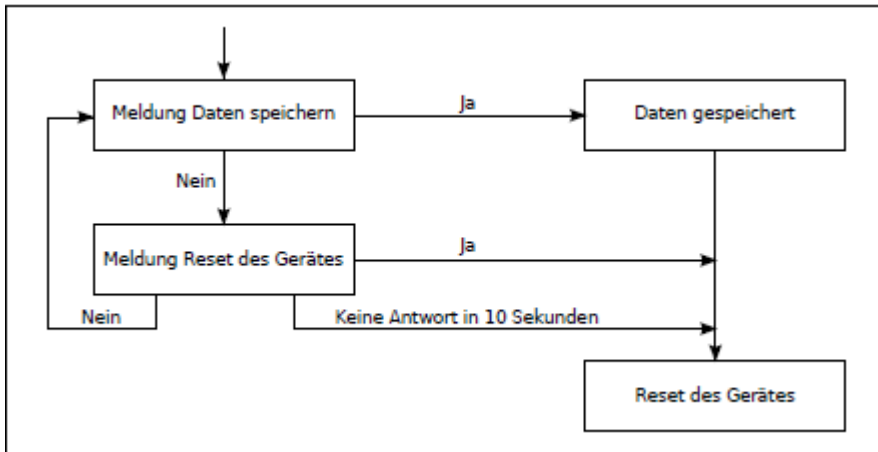 Meldung Daten speichern
Ja
Daten gespeichert
Nein
Meldung Reset des Gerätes
Ja
Nein
Keine Antwort in 10 Sekunden
Reset des Gerätes